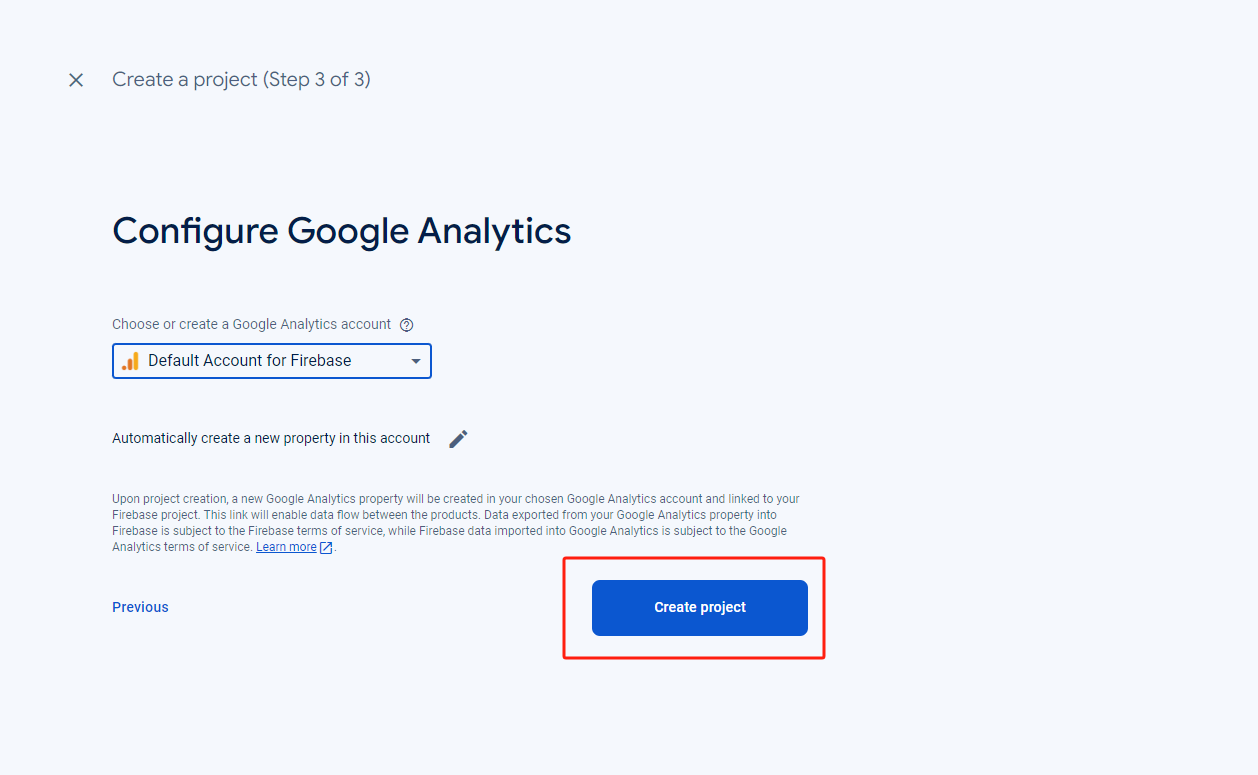 Create a project (Step 3 of 3)
Configure Google Analytics
Choose or create a Google Analytics account
Default Account for Firebase
Automatically create a new property in this account
Upon project creation, a new Google Analytics property will be created in your chosen Google Analytics account and linked to your
Firebase project. This link will enable data flow between the products. Data exported from your Google Analytics property into
Firebase is subject to the Firebase terms of service, while Firebase data imported into Google Analytics is subject to the Google
Analytics terms of service. Learn more.
Previous
Create project